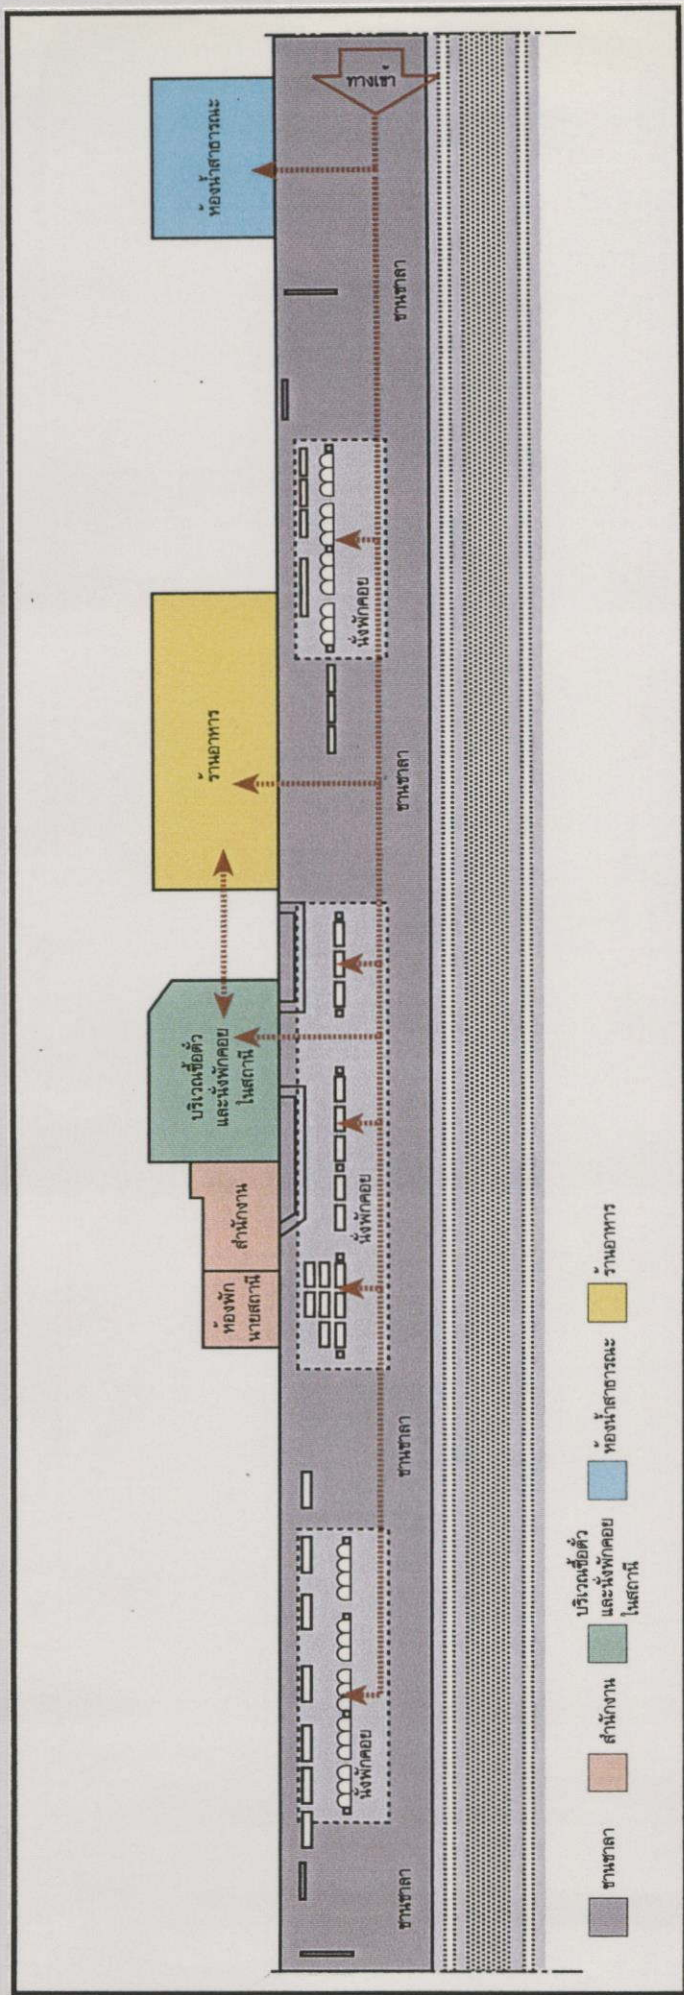 ห้องน้ำสาธารณะ
ทางเข้า
ชานชาลา
นั่งพักคอย
ร้านอาหาร
ชานชาลา
บริเวณซื้อตั๋ว
และนั่งพักคอย
ในสถานี
สำนักงาน
ห้องพัก
นายสถานี
นั่งพักคอย
ชานชาลา
นั่งพักคอย
ชานชาลา
ชานชาลา
สำนักงาน
บริเวณซื้อตั๋ว
และนั่งพักคอย
ในสถานี
ห้องน้ำสาธารณะ
ร้านอาหาร